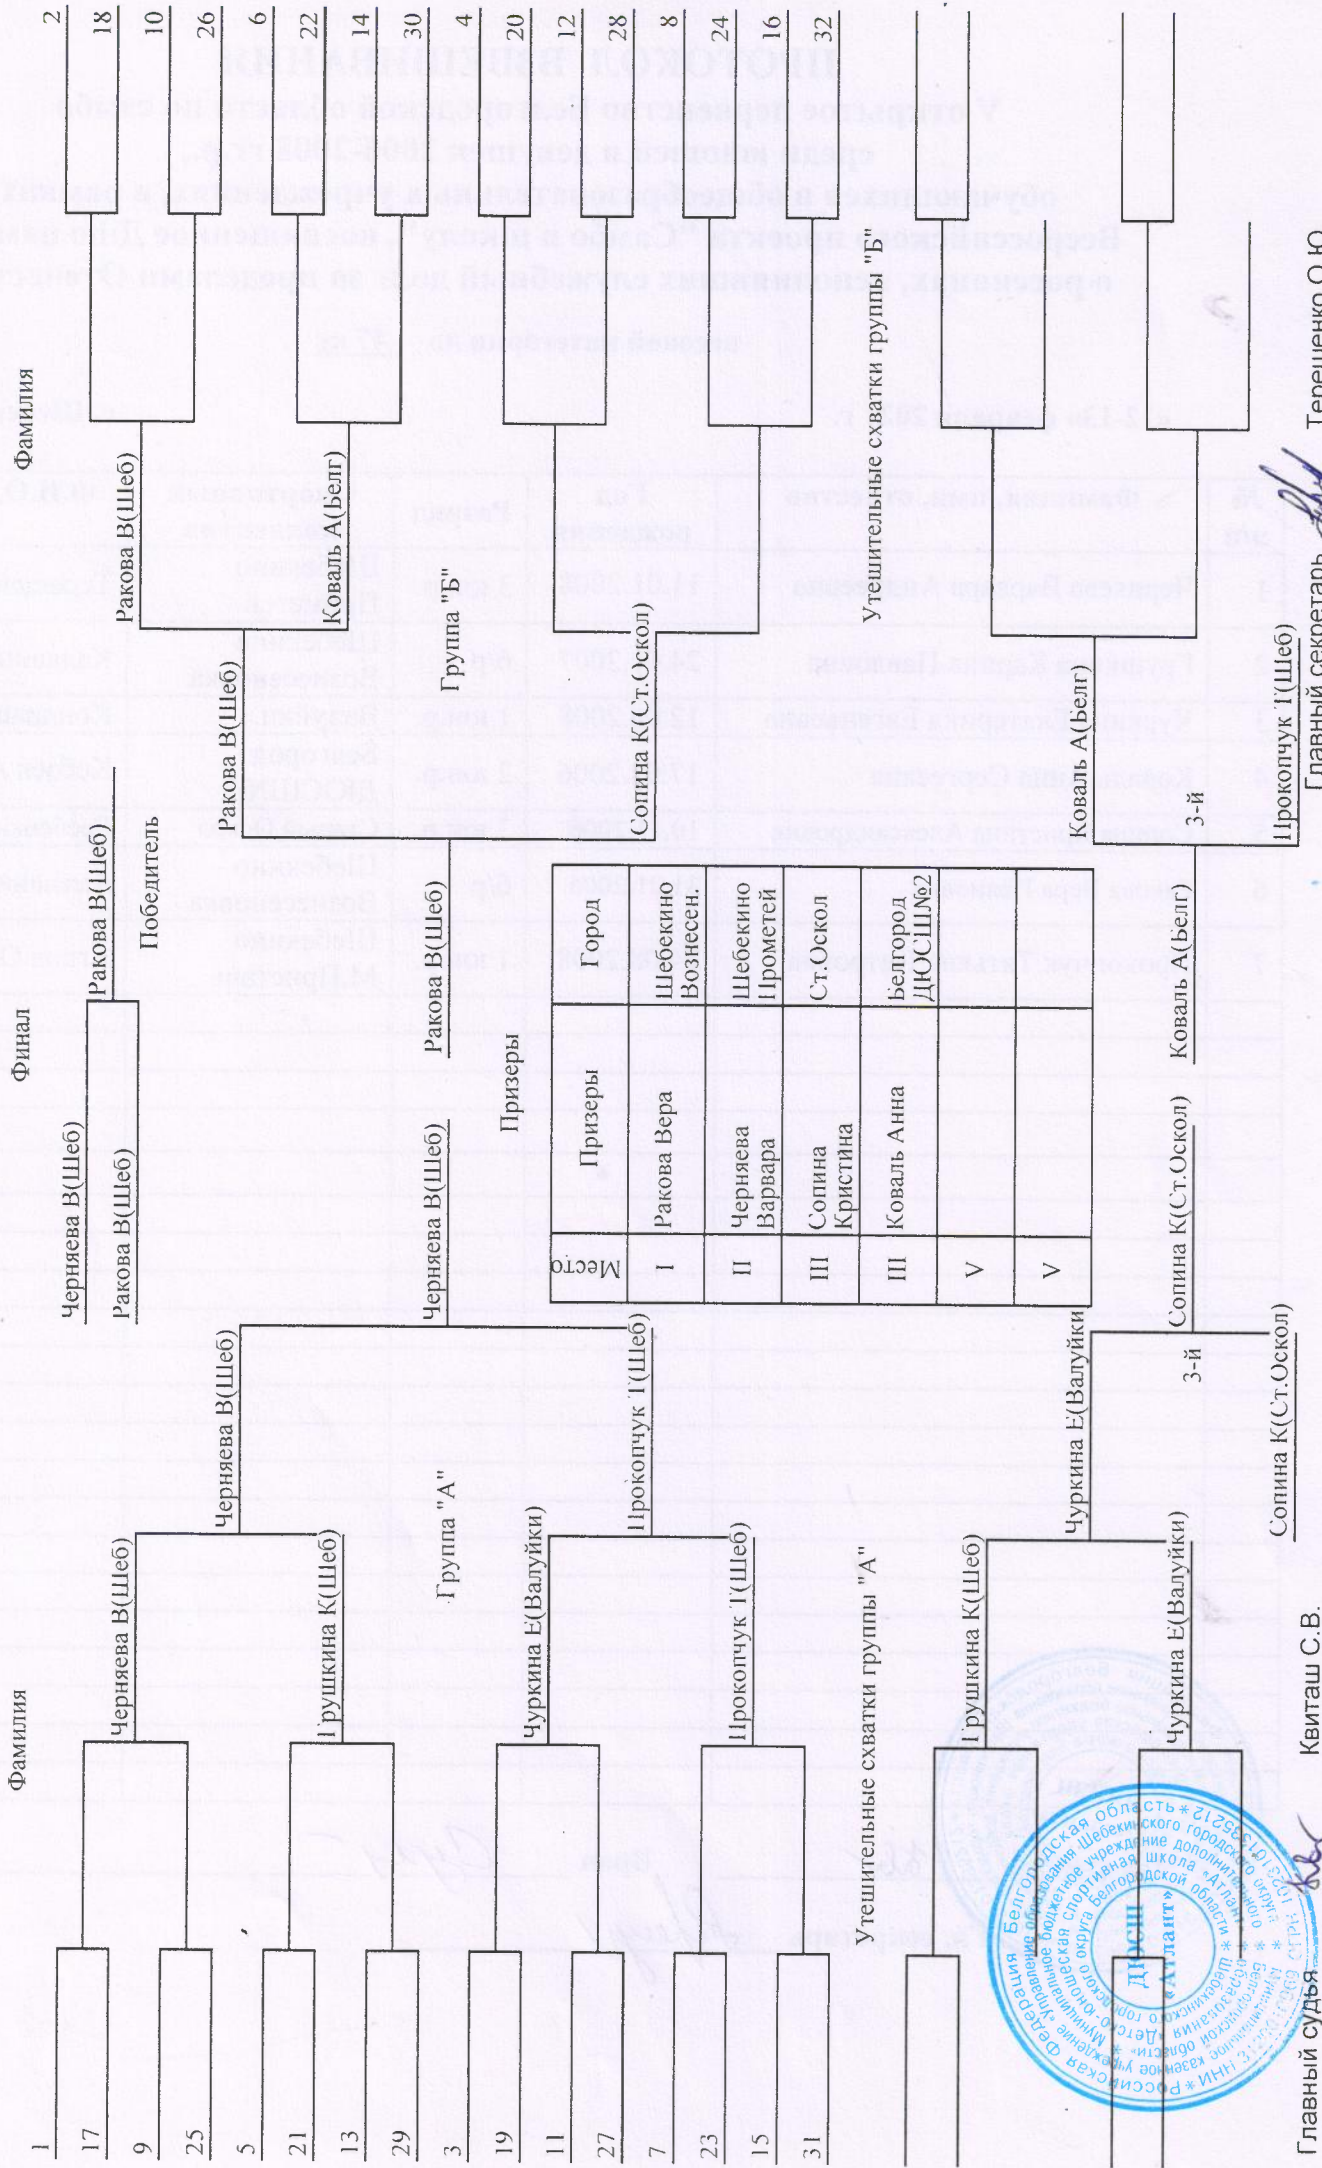 Фамилия
Финал
Фамилия
1
17
9
25
5
21
13
29
3
19
11
27
7
23
15
31
Черняева В(Шеб)
Грушкина К(Шеб)
Чуркина Е(Валуйки)
Прокопчук Т(Шеб)
Черняева В(Шеб)
Группа "А"
Прокопчук Т(Шеб)
Черняева В(Шеб)
Черняева В(Шеб)
Ракова В(Шеб)
Ракова В(Шеб)
Победитель
Ракова В(Шеб)
Ракова В(Шеб)
Группа "Б"
Сопина К(Ст.Оскол)
Ракова В(Шеб)
Коваль А(Белг)
2
18
10
26
6
22
14
30
4
20
12
28
8
24
16
32
Призеры
Место Призеры Город
I Ракова Вера Шебекино Вознесен.
II Черняева Варвара Шебекино Прометей
III Сопина Кристина Ст.Оскол
III Коваль Анна Белгород ДЮСШ№2
V
V
Утешительные схватки группы "А"
Грушкина К(Шеб)
Чуркина Е(Валуйки)
Чуркина Е(Валуйки
Сопина К(Ст.Оскол)
3-й
Сопина К(Ст.Оскол)
Утешительные схватки группы "Б"
Коваль А(Белг)
Прокопчук Т(Шеб)
3-й
Коваль А(Белг)
ДЮСШ
«Атлант»
Главный судья Квиташ С.В.
Главный секретарь Терещенко О.Ю.